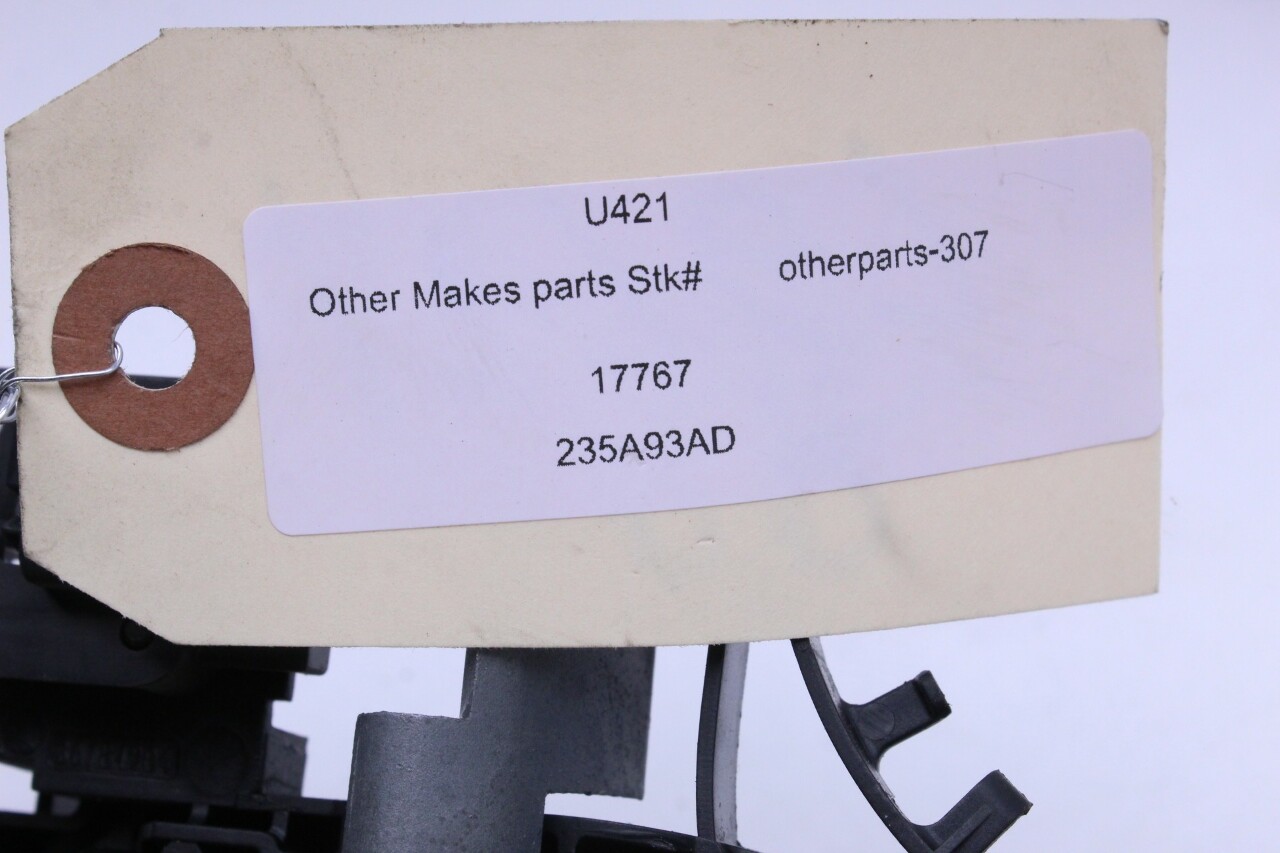 U421
Other Makes parts Stk# otherparts-307
17767
235A93AD